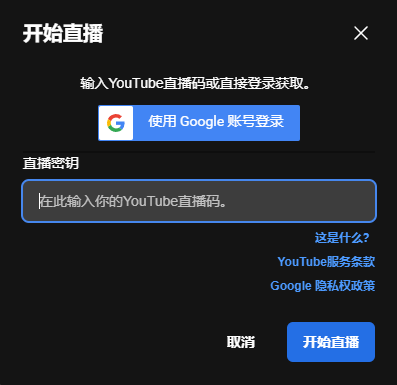 开始直播
输入YouTube直播码或直接登录获取。
使用 Google 账号登录
直播密钥
在此输入你的YouTube直播码。
这是什么?
YouTube服务条款
Google 隐私权政策
取消
开始直播